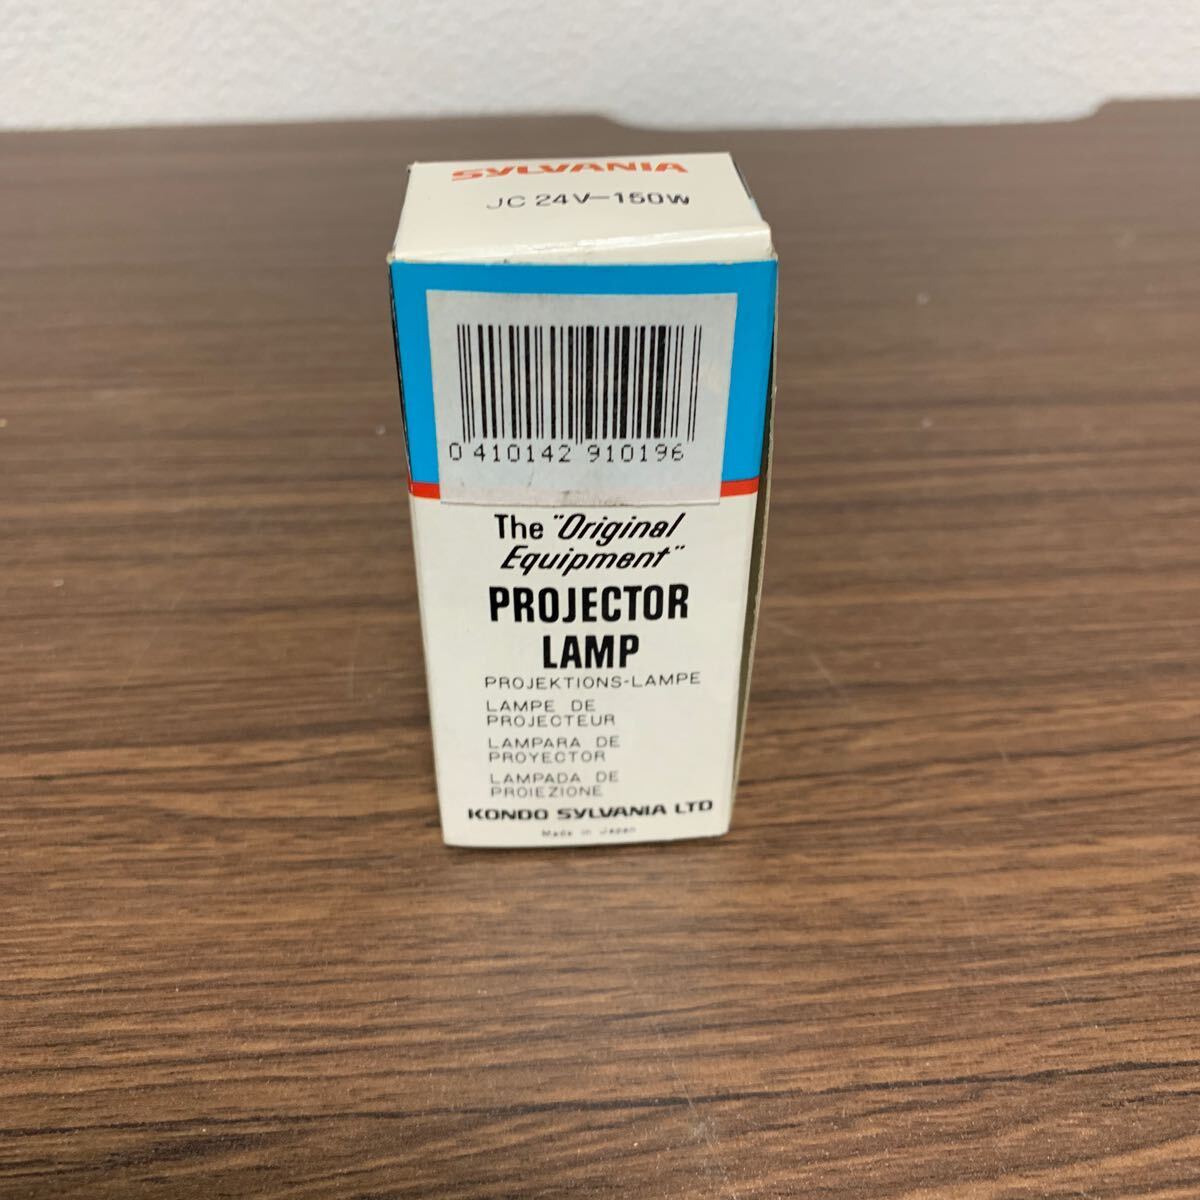 SYLVANIA
JC 24V-150W
0 410142 910196
The "Original
Equipment"
PROJECTOR
LAMP
PROJEKTIONS-LAMPE
LAMPE DE
PROJECTEUR
LAMPARA DE
PROYECTOR
LAMPADA DE
PROIEZIONE
KONDO SYLVANIA LTD
Made in Japan